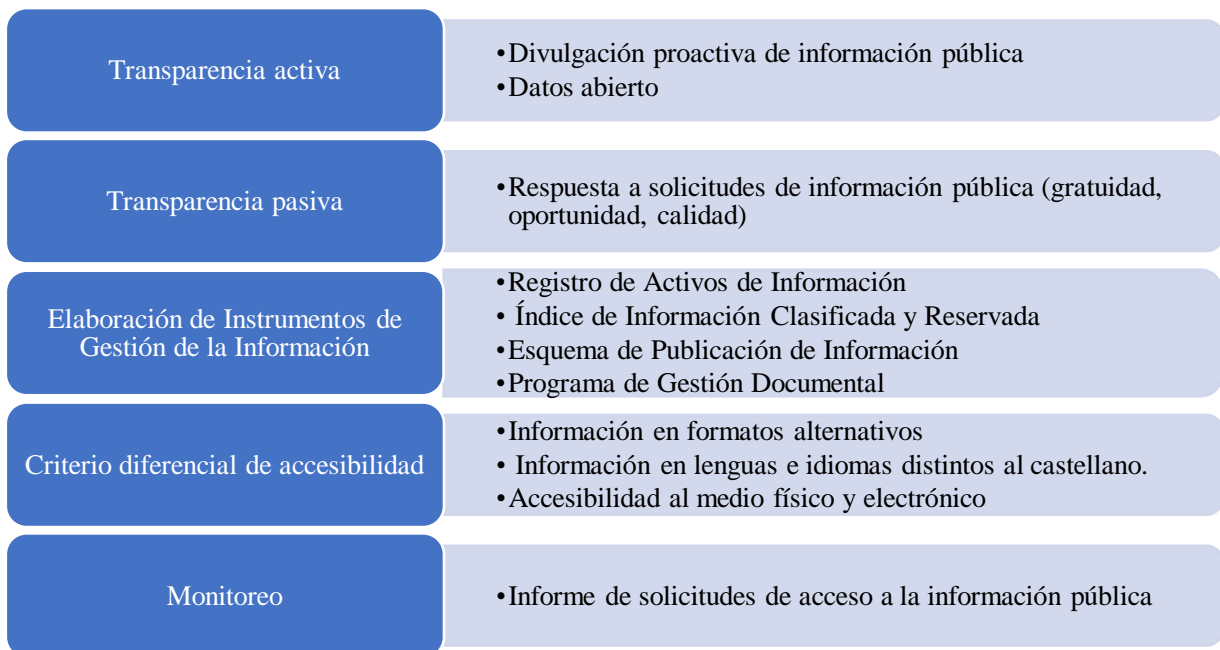 Transparencia activa
•Divulgación proactiva de información pública
•Datos abierto
Transparencia pasiva
•Respuesta a solicitudes de información pública (gratuidad,
oportunidad, calidad)
Elaboración de Instrumentos de
Gestión de la Información
•Registro de Activos de Información
• Índice de Información Clasificada y Reservada
•Esquema de Publicación de Información
•Programa de Gestión Documental
Criterio diferencial de accesibilidad
•Información en formatos alternativos
• Información en lenguas e idiomas distintos al castellano.
•Accesibilidad al medio físico y electrónico
Monitoreo
•Informe de solicitudes de acceso a la información pública